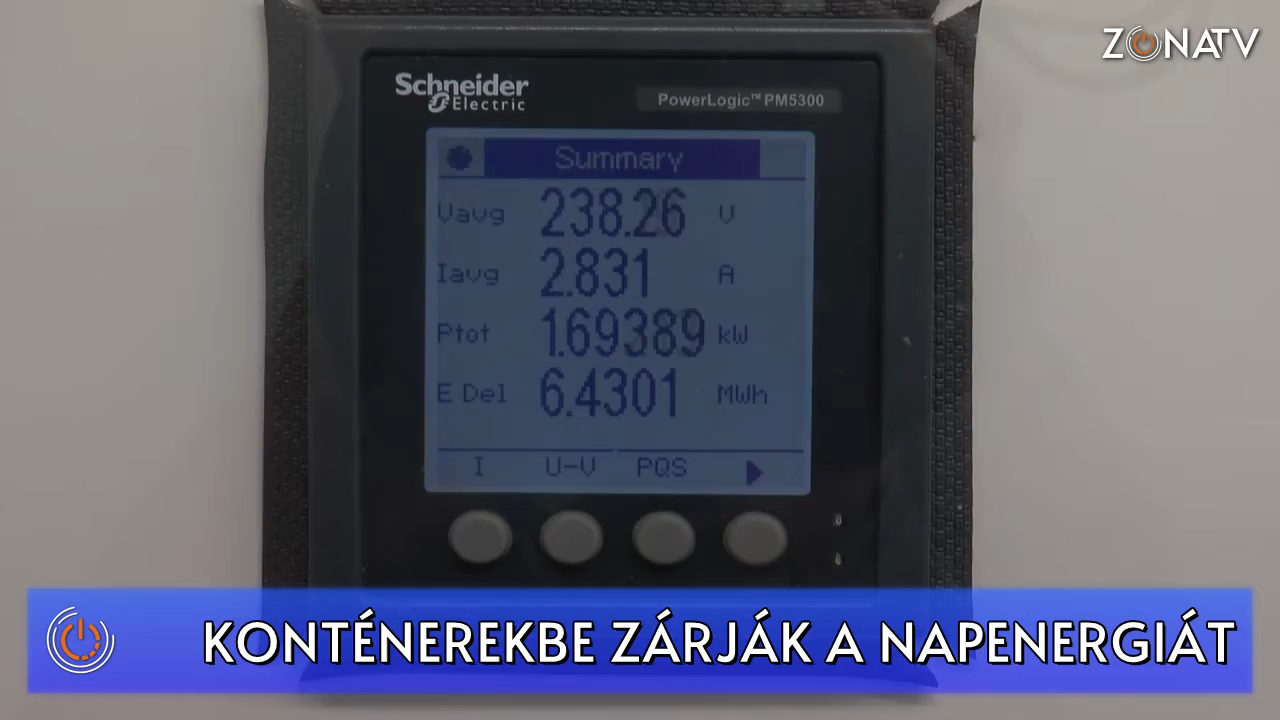 ZONATV
Schneider
Electric
PowerLogic™ PM5300
Summary
Vavg 238.26 V
Iavg 2.831 A
Ptot 1.69389 kW
E Del 6.4301 MWh
I U-V PQS
KONTÉNEREKBE ZÁRJÁK A NAPENERGIÁT